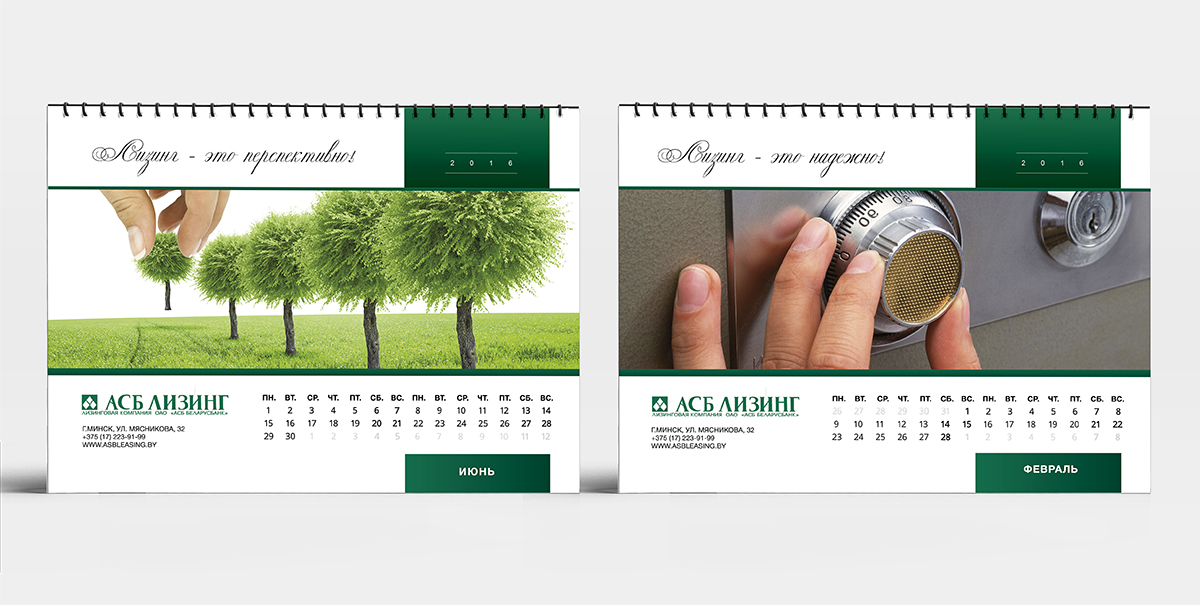 Лизинг - это перспективно!
2016
АСБ ЛИЗИНГ
ЛИЗИНГОВАЯ КОМПАНИЯ ОАО «АСБ БЕЛАРУСБАНК»
Г.МИНСК, УЛ. МЯСНИКОВА, 32
+375 (17) 223-91-99
WWW.ASBLEASING.BY
ПН. ВТ. СР. ЧТ. ПТ. СБ. ВС. ПН. ВТ. СР. ЧТ. ПТ. СБ. ВС.
1 2 3 4 5 6 7 8 9 10 11 12 13 14
15 16 17 18 19 20 21 22 23 24 25 26 27 28
29 30 1 2 3 4 5 6 7 8 9 10 11 12
ИЮНЬ
Лизинг - это надежно!
2016
90
80
0
АСБ ЛИЗИНГ
ЛИЗИНГОВАЯ КОМПАНИЯ ОАО «АСБ БЕЛАРУСБАНК»
Г.МИНСК, УЛ. МЯСНИКОВА, 32
+375 (17) 223-91-99
WWW.ASBLEASING.BY
ПН. ВТ. СР. ЧТ. ПТ. СБ. ВС. ПН. ВТ. СР. ЧТ. ПТ. СБ. ВС.
26 27 28 29 30 31 1 2 3 4 5 6 7 8
9 10 11 12 13 14 15 16 17 18 19 20 21 22
23 24 25 26 27 28 1 2 3 4 5 6 7 8
ФЕВРАЛЬ